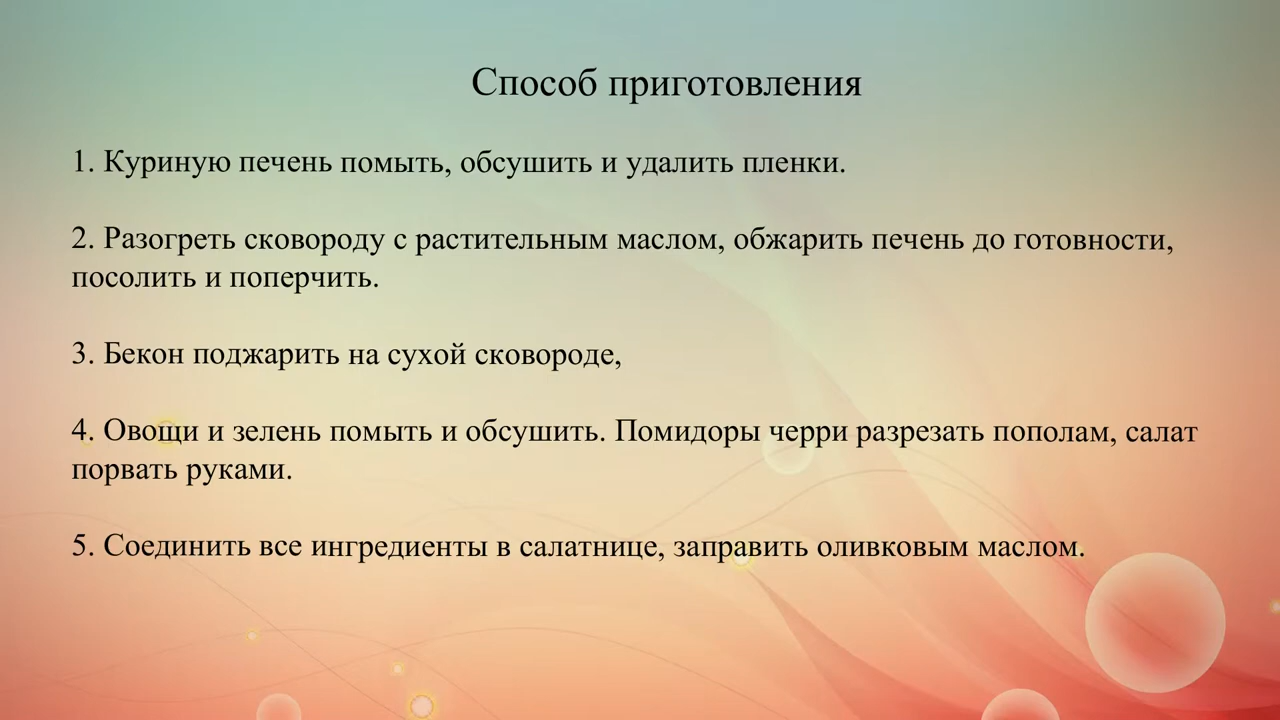 Способ приготовления
1. Куриную печень помыть, обсушить и удалить пленки.
2. Разогреть сковороду с растительным маслом, обжарить печень до готовности,
посолить и поперчить.
3. Бекон поджарить на сухой сковороде,
4. Овощи и зелень помыть и обсушить. Помидоры черри разрезать пополам, салат
порвать руками.
5. Соединить все ингредиенты в салатнице, заправить оливковым маслом.